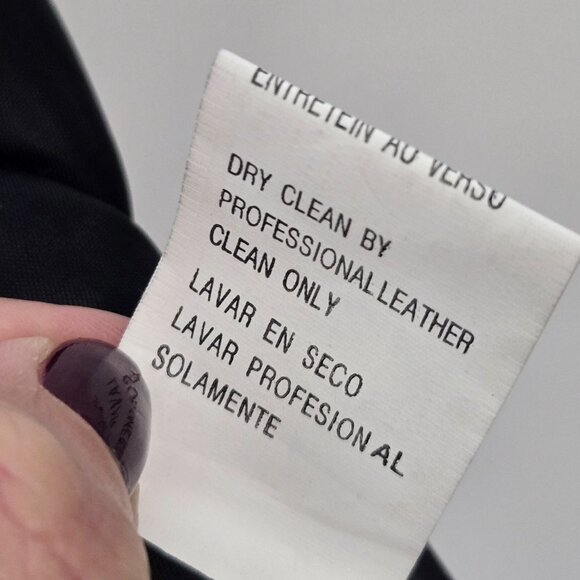 ENTRETEIN AU VERSO
DRY CLEAN BY
PROFESSIONALLEATHER
CLEAN ONLY
LAVAR EN SECO
LAVAR PROFESIONAL
SOLAMENTE